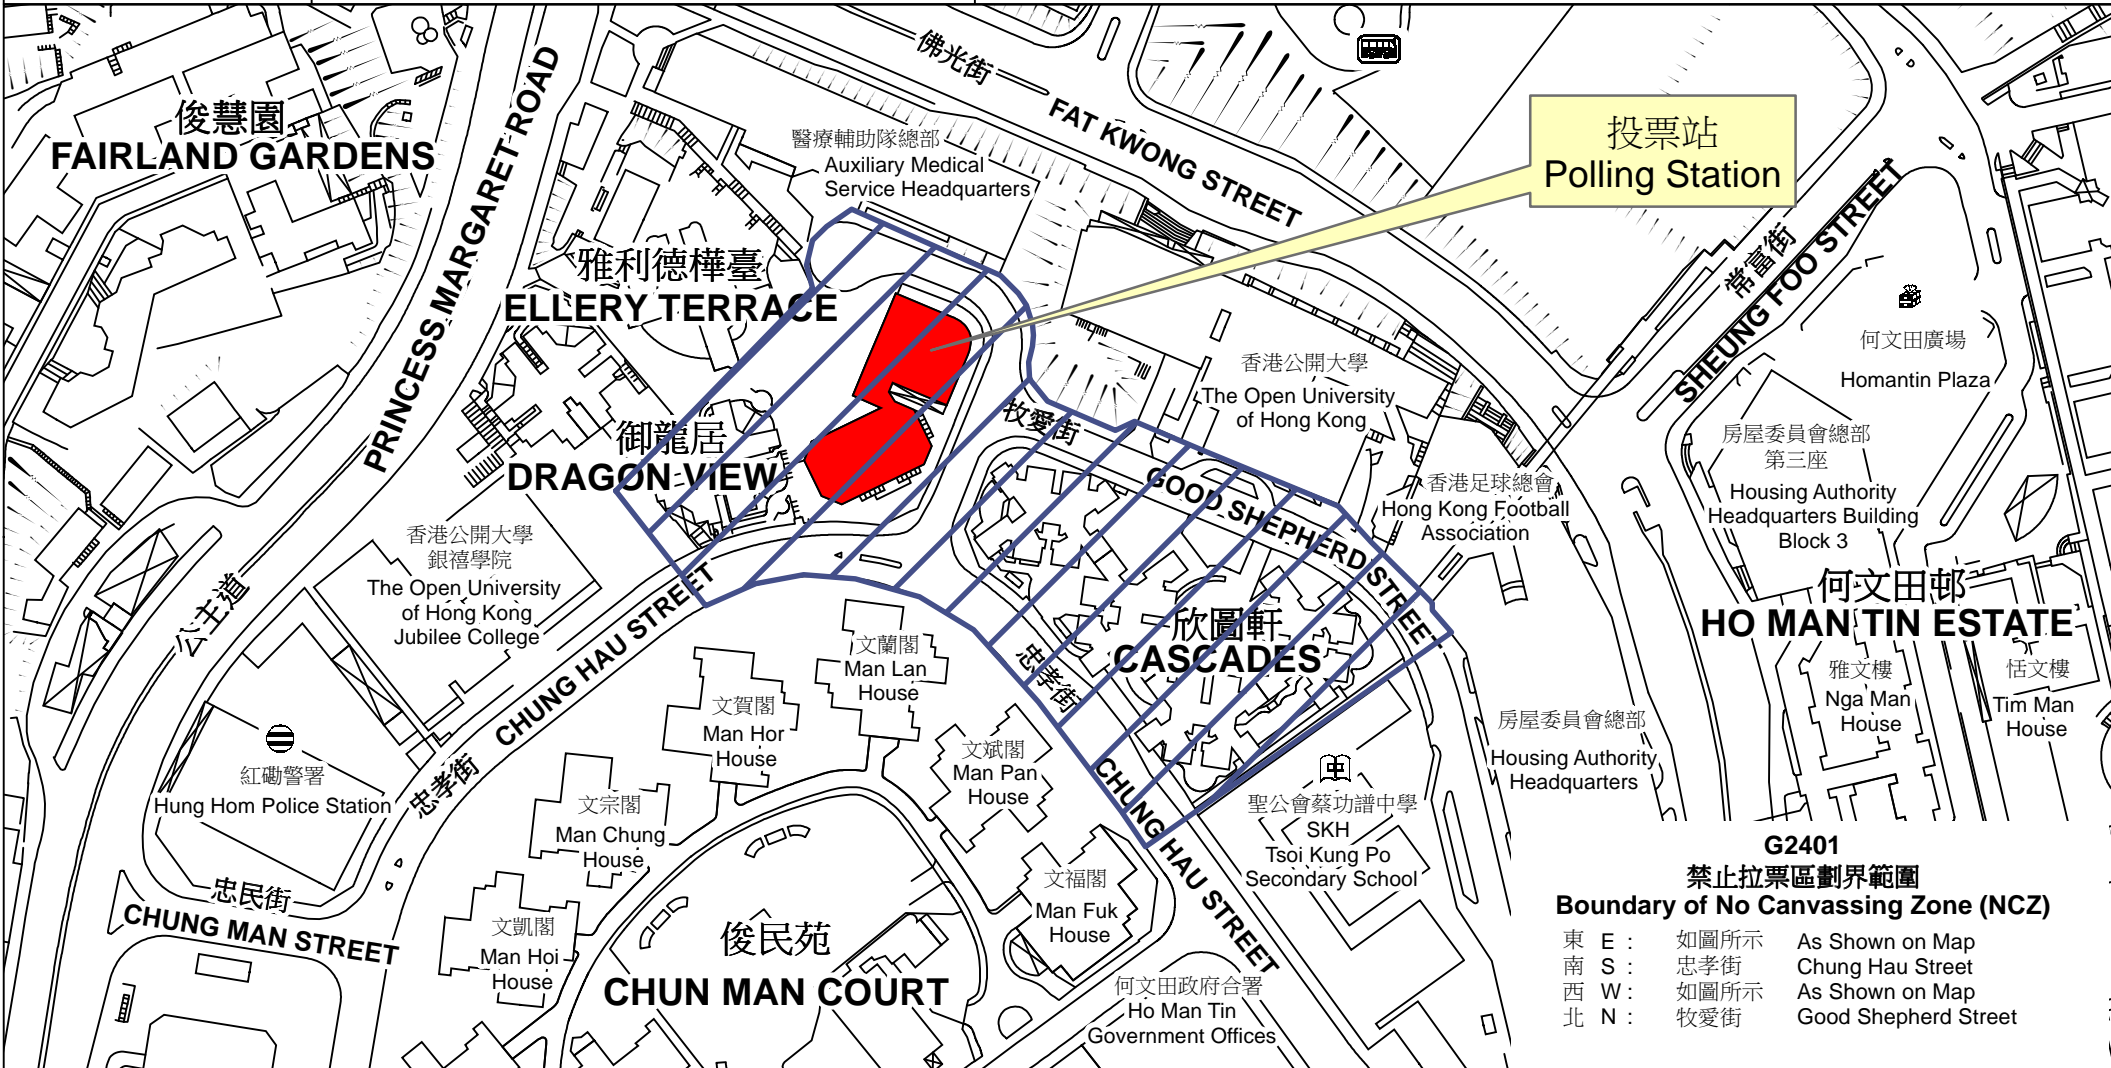 俊慧園
FAIRLAND GARDENS
PRINCESS MARGARET ROAD
公主道
佛光街
FAT KWONG STREET
醫療輔助隊總部
Auxiliary Medical
Service Headquarters
投票站
Polling Station
雅利德樺臺
ELLERY TERRACE
御龍居
DRAGON VIEW
牧愛街
GOOD SHEPHERD STREET
香港公開大學
The Open University
of Hong Kong
常富街
SHEUNG FOO STREET
何文田廣場
Homantin Plaza
房屋委員會總部
第三座
Housing Authority
Headquarters Building
Block 3
香港足球總會
Hong Kong Football
Association
香港公開大學
銀禧學院
The Open University
of Hong Kong
Jubilee College
何文田邨
HO MAN TIN ESTATE
欣圖軒
CASCADES
忠孝街
CHUNG HAU STREET
文蘭閣
Man Lan
House
文賀閣
Man Hor
House
文斌閣
Man Pan
House
雅文樓
Nga Man
House
恬文樓
Tim Man
House
房屋委員會總部
Housing Authority
Headquarters
紅磡警署
Hung Hom Police Station
忠孝街
CHUNG HAU STREET
文宗閣
Man Chung
House
中
聖公會蔡功譜中學
SKH
Tsoi Kung Po
Secondary School
忠民街
CHUNG MAN STREET
文凱閣
Man Hoi
House
文福閣
Man Fuk
House
俊民苑
CHUN MAN COURT
何文田政府合署
Ho Man Tin
Government Offices
G2401
禁止拉票區劃界範圍
Boundary of No Canvassing Zone (NCZ)
東 E : 如圖所示 As Shown on Map
南 S : 忠孝街 Chung Hau Street
西 W : 如圖所示 As Shown on Map
北 N : 牧愛街 Good Shepherd Street